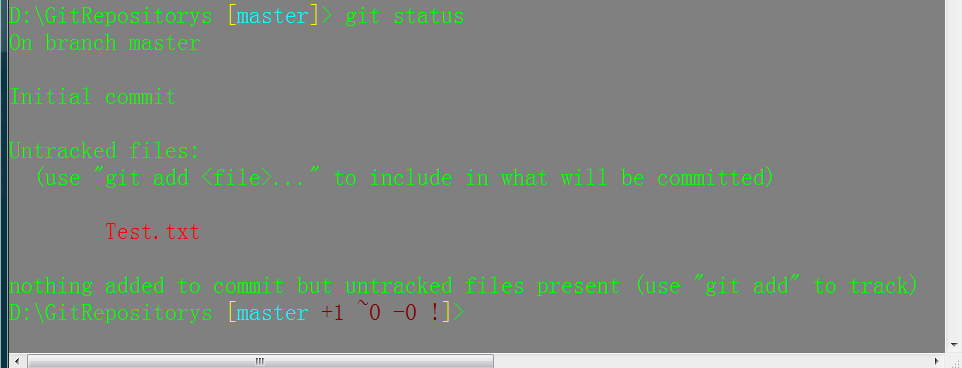 D:\GitRepositorys [master]> git status
On branch master
Initial commit
Untracked files:
(use "git add <file>..." to include in what will be committed)
Test.txt
nothing added to commit but untracked files present (use "git add" to track)
D:\GitRepositorys [master +1 ~0 -0 !]>